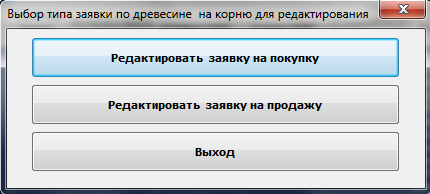 Выбор типа заявки по древесине на корню для редактирования
Редактировать заявку на покупку
Редактировать заявку на продажу
Выход